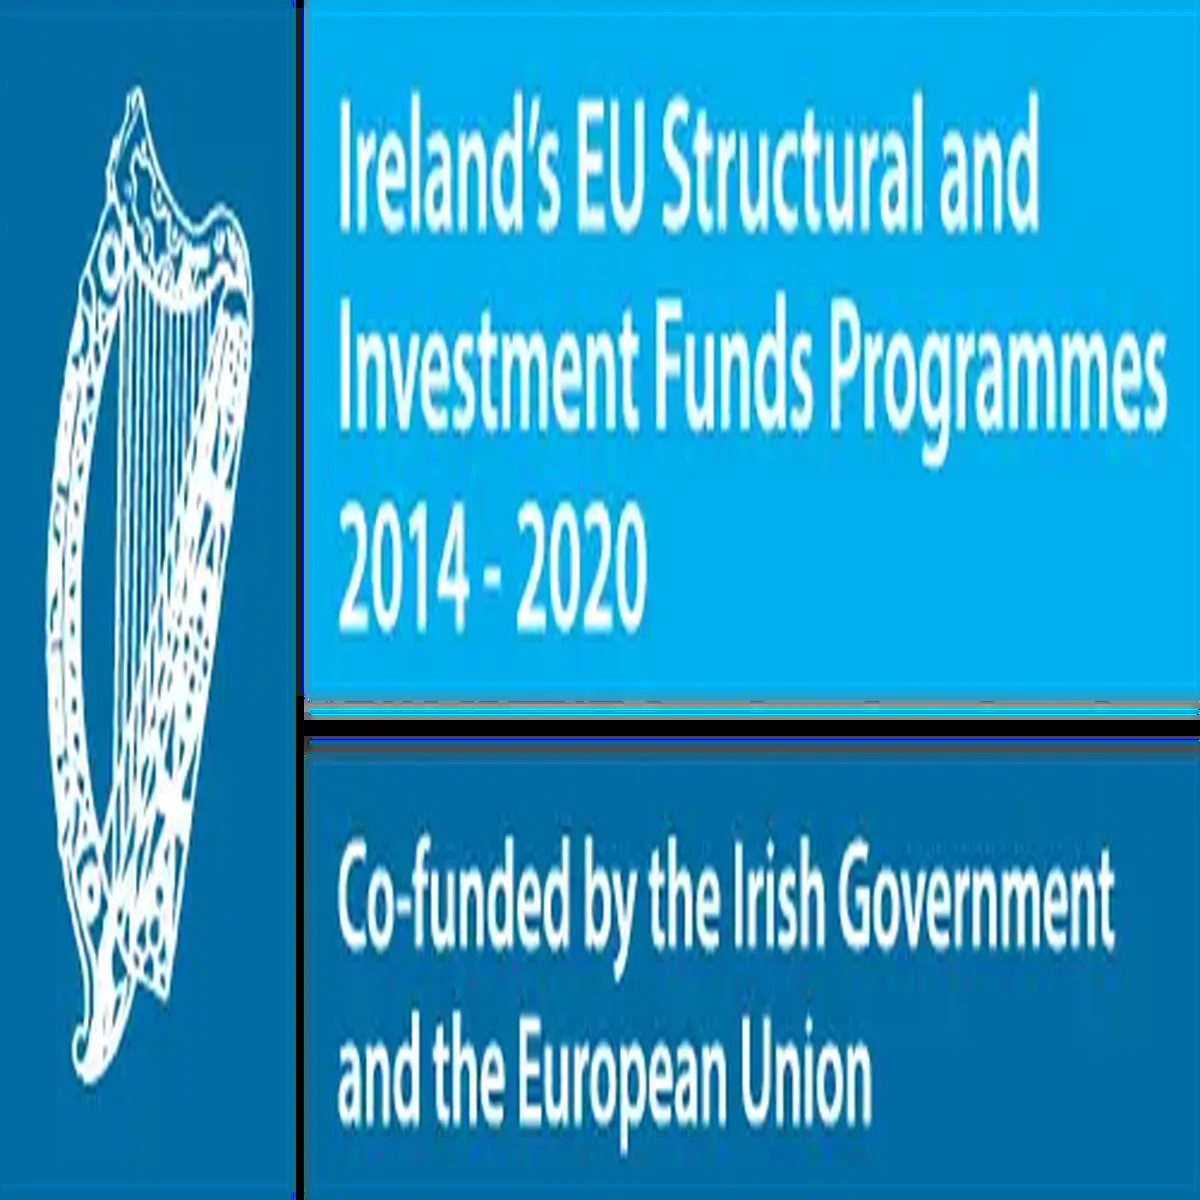 Ireland’s EU Structural and
Investment Funds Programmes
2014 - 2020
Co-funded by the Irish Government
and the European Union